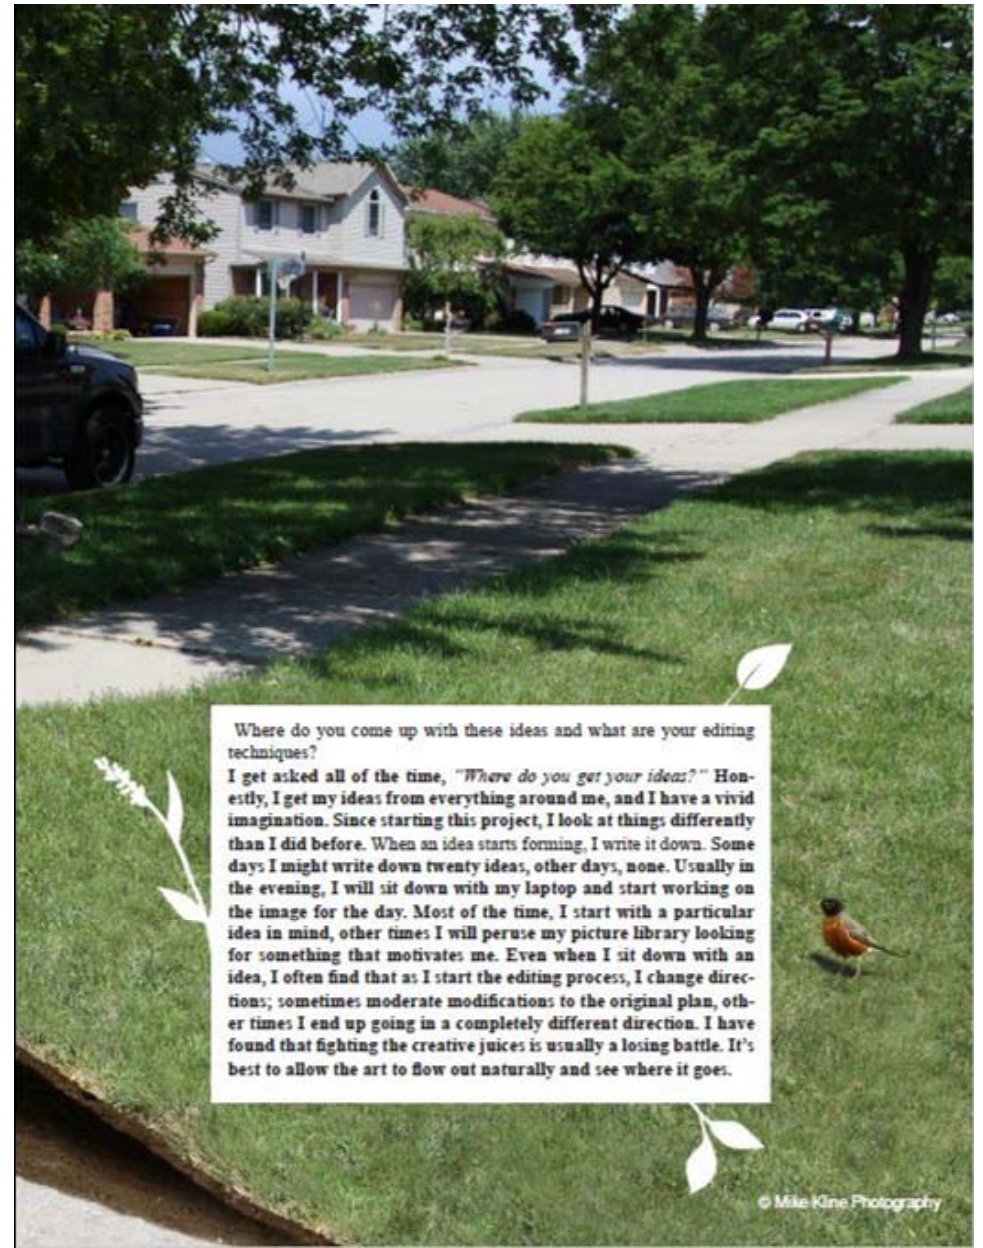 Where do you come up with these ideas and what are your editing
techniques?
I get asked all of the time, "Where do you get your ideas?" Hon-
estly, I get my ideas from everything around me, and I have a vivid
imagination. Since starting this project, I look at things differently
than I did before. When an idea starts forming, I write it down. Some
days I might write down twenty ideas, other days, none. Usually in
the evening, I will sit down with my laptop and start working on
the image for the day. Most of the time, I start with a particular
idea in mind, other times I will peruse my picture library looking
for something that motivates me. Even when I sit down with an
idea, I often find that as I start the editing process, I change direc-
tions; sometimes moderate modifications to the original plan, oth-
er times I end up going in a completely different direction. I have
found that fighting the creative juices is usually a losing battle. It's
best to allow the art to flow out naturally and see where it goes.
© Mike Kline Photography